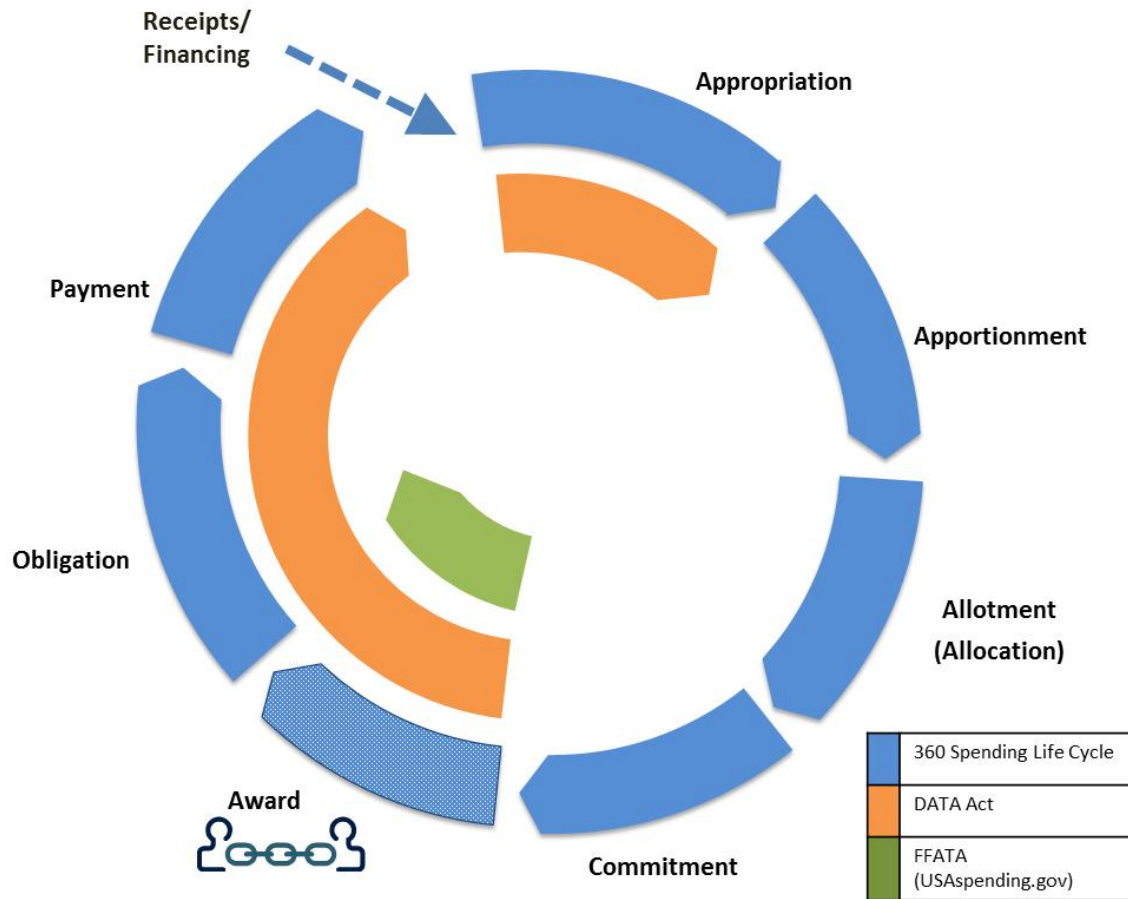 Receipts/
Financing
Appropriation
Payment
Apportionment
Obligation
Allotment
(Allocation)
Award
Commitment
360 Spending Life Cycle
DATA Act
FFATA
(USAspending.gov)